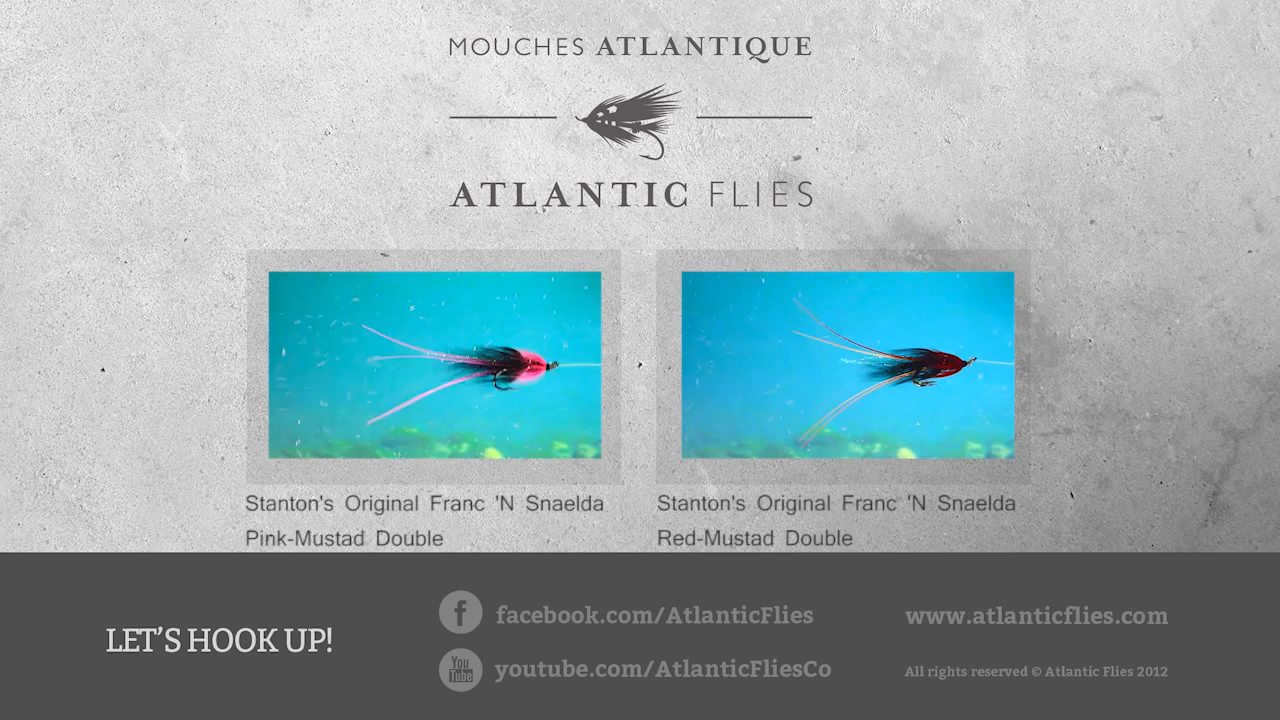 MOUCHES ATLANTIQUE
ATLANTIC FLIES
Stanton's Original Franc 'N Snaelda
Pink-Mustad Double
Stanton's Original Franc 'N Snaelda
Red-Mustad Double
LET'S HOOK UP!
facebook.com/AtlanticFlies
youtube.com/AtlanticFliesCo
www.atlanticflies.com
All rights reserved © Atlantic Flies 2012